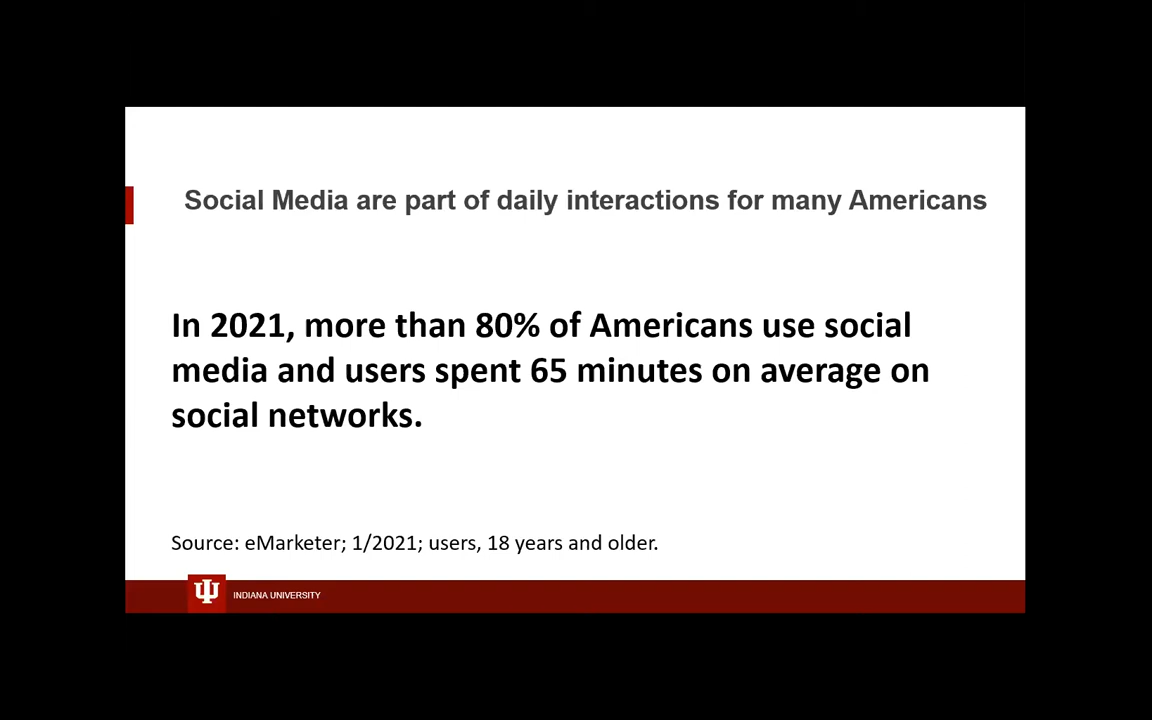 Social Media are part of daily interactions for many Americans
In 2021, more than 80% of Americans use social
media and users spent 65 minutes on average on
social networks.
Source: eMarketer; 1/2021; users, 18 years and older.
INDIANA UNIVERSITY